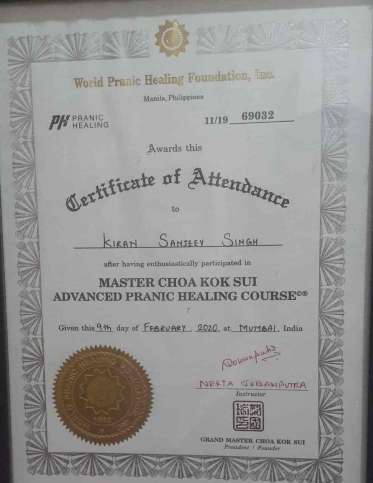 World Pranic Healing Foundation, Inc.
Manila, Philippines
PH PRANIC HEALING
11/19 69032
Awards this
Certificate of Attendance
to
KIRAN SANJEEV SINGH
after having enthusiastically participated in
MASTER CHOA KOK SUI
ADVANCED PRANIC HEALING COURSE©®
Given this 9th day of FEBRUARY 2020 at MUMBAI, India
Instructor
GRAND MASTER CHOA KOK SUI
President / Founder